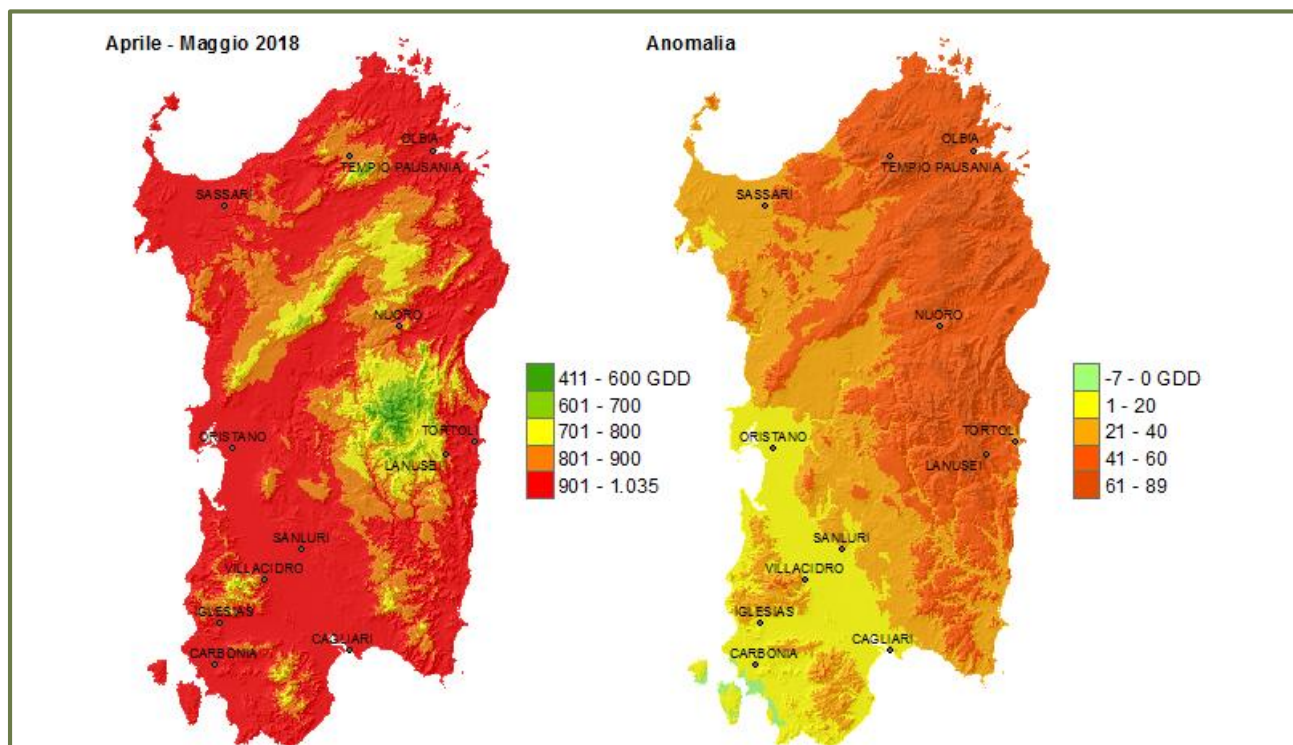 Aprile - Maggio 2018
OLBIA
TEMPIO PAUSANIA
SASSARI
NUORO
ORISTANO
TORTOLÌ
LANUSEI
SANLURI
VILLACIDRO
IGLESIAS
CAGLIARI
CARBONIA
411 - 600 GDD
601 - 700
701 - 800
801 - 900
901 - 1.035
Anomalia
OLBIA
TEMPIO PAUSANIA
SASSARI
NUORO
ORISTANO
TORTOLÌ
LANUSEI
SANLURI
VILLACIDRO
IGLESIAS
CAGLIARI
CARBONIA
-7 - 0 GDD
1 - 20
21 - 40
41 - 60
61 - 89